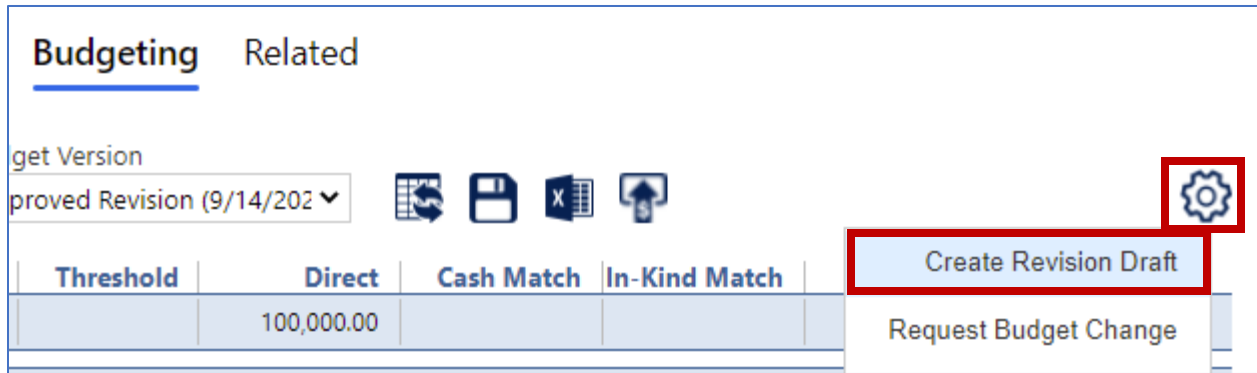 Budgeting Related
get Version
proved Revision (9/14/202
Create Revision Draft
Threshold Direct Cash Match In-Kind Match
100,000.00
Request Budget Change